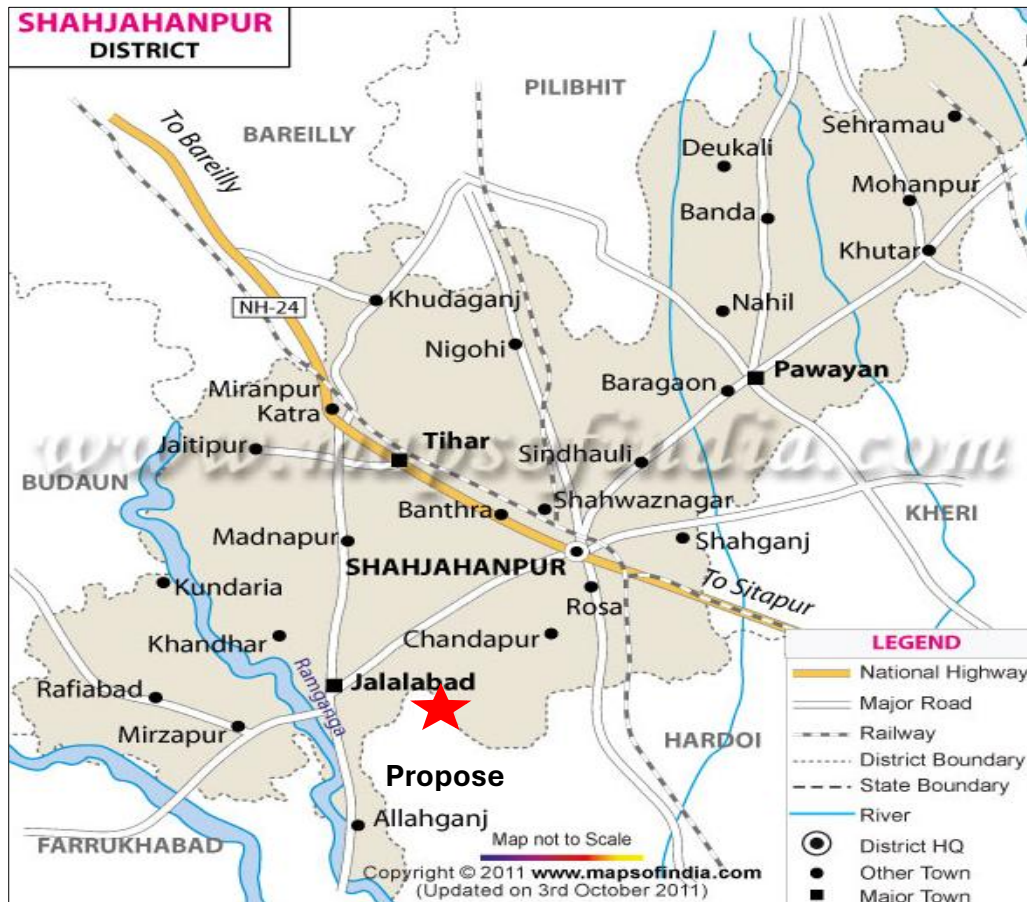 SHAHJAHANPUR
DISTRICT
PILIBHIT
BAREILLY
To Bareilly
Sehramau
Deukali
Mohanpur
Banda
Khutar
NH-24
Khudaganj
Nahil
Nigohi
Pawayan
Baragaon
Miranpur
Katra
Tihar
www.mapsofindia.com
Jaitipur
Sindhauli
BUDAUN
Shahwaznagar
Banthra
KHERI
Madnapur
Shahganj
SHAHJAHANPUR
To Sitapur
Kundaria
Rosa
Khandhar
Chandapur
Ramganga
Jalalabad
Rafiabad
Mirzapur
HARDOI
Propose
Allahganj
FARRUKHABAD
LEGEND
National Highway
Major Road
Railway
District Boundary
State Boundary
River
District HQ
Other Town
Major Town
Map not to Scale
Copyright © 2011 www.mapsofindia.com
(Updated on 3rd October 2011)